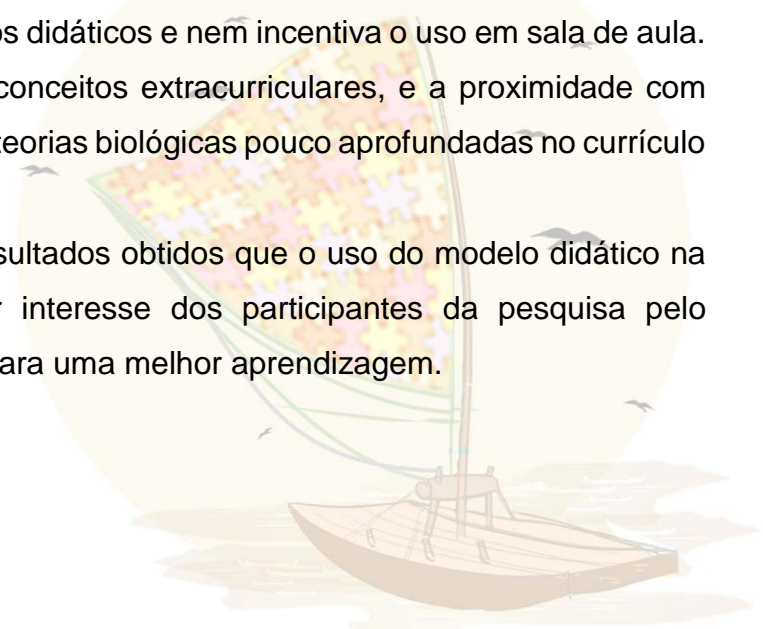 os didáticos e nem incentiva o uso em sala de aula.
conceitos extracurriculares, e a proximidade com
teorias biológicas pouco aprofundadas no currículo
sultados obtidos que o uso do modelo didático na
r interesse dos participantes da pesquisa pelo
para uma melhor aprendizagem.